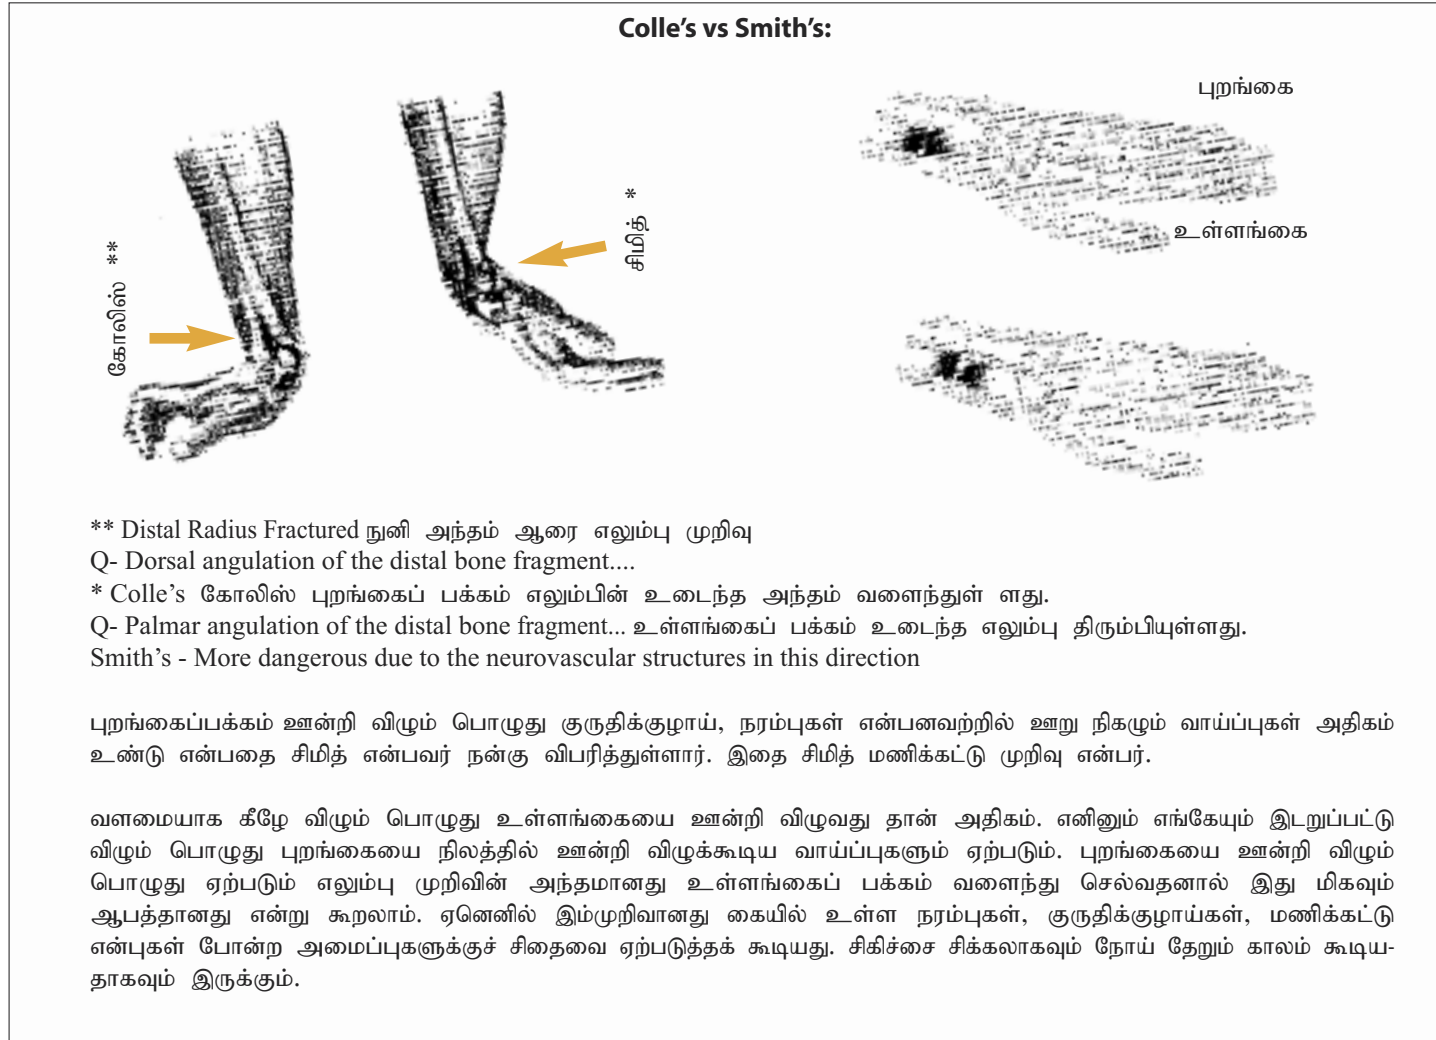 Colle's vs Smith's:
புறங்கை
உள்ளங்கை
கோலிஸ் **
சிமித் *
** Distal Radius Fractured நுனி அந்தம் ஆரை எலும்பு முறிவு
Q- Dorsal angulation of the distal bone fragment....
* Colle's கோலிஸ் புறங்கைப் பக்கம் எலும்பின் உடைந்த அந்தம் வளைந்துள் ளது.
Q- Palmar angulation of the distal bone fragment... உள்ளங்கைப் பக்கம் உடைந்த எலும்பு திரும்பியுள்ளது.
Smith's - More dangerous due to the neurovascular structures in this direction
புறங்கைப்பக்கம் ஊன்றி விழும் பொழுது குருதிக்குழாய், நரம்புகள் என்பனவற்றில் ஊறு நிகழும் வாய்ப்புகள் அதிகம்
உண்டு என்பதை சிமித் என்பவர் நன்கு விபரித்துள்ளார். இதை சிமித் மணிக்கட்டு முறிவு என்பர்.
வளமையாக கீழே விழும் பொழுது உள்ளங்கையை ஊன்றி விழுவது தான் அதிகம். எனினும் எங்கேயும் இடறுப்பட்டு
விழும் பொழுது புறங்கையை நிலத்தில் ஊன்றி விழுக்கூடிய வாய்ப்புகளும் ஏற்படும். புறங்கையை ஊன்றி விழும்
பொழுது ஏற்படும் எலும்பு முறிவின் அந்தமானது உள்ளங்கைப் பக்கம் வளைந்து செல்வதனால் இது மிகவும்
ஆபத்தானது என்று கூறலாம். ஏனெனில் இம்முறிவானது கையில் உள்ள நரம்புகள், குருதிக்குழாய்கள், மணிக்கட்டு
என்புகள் போன்ற அமைப்புகளுக்குச் சிதைவை ஏற்படுத்தக் கூடியது. சிகிச்சை சிக்கலாகவும் நோய் தேறும் காலம் கூடிய-
தாகவும் இருக்கும்.